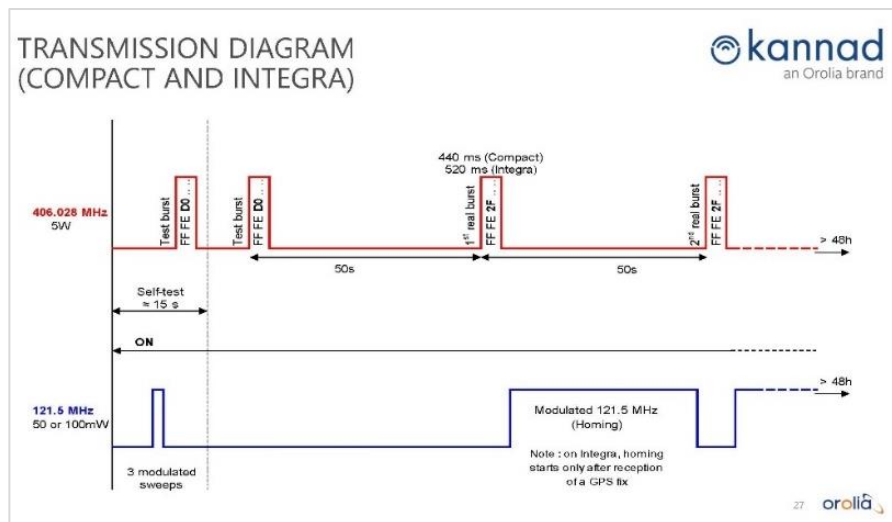 TRANSMISSION DIAGRAM
(COMPACT AND INTEGRA)
kannad
an Orolia brand
440 ms (Compact)
520 ms (Integra)
406.028 MHz
5W
Test burst
FF FE D0 ...
Test burst
FF FE D0 ...
1st real burst
FF FE 2F ...
2nd real burst
FF FE 2F ...
> 48h
50s
50s
Self-test
≈ 15 s
ON
121.5 MHz
50 or 100mW
3 modulated
sweeps
Modulated 121.5 MHz
(Homing)
Note : on Integra, homing
starts only after reception
of a GPS fix
> 48h
27
orolia